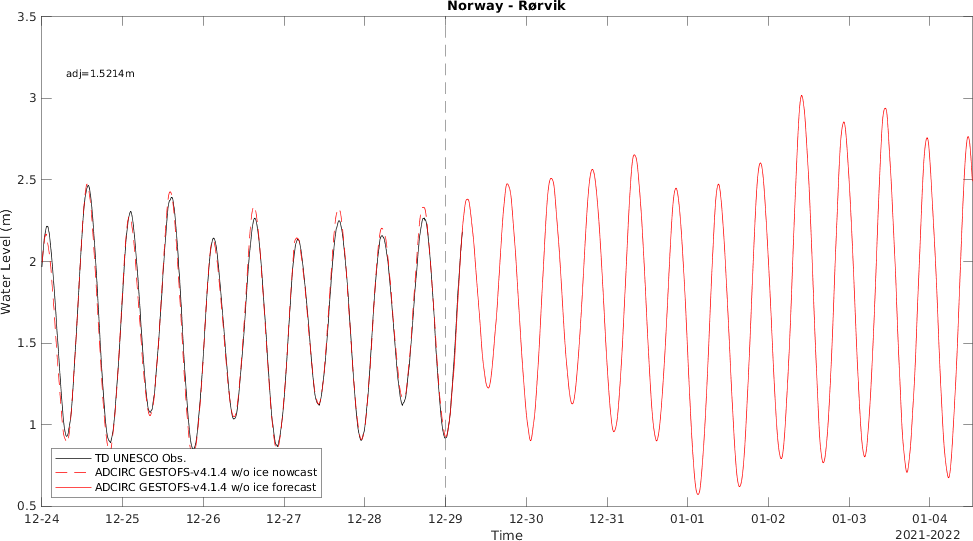 Norway - Rørvik
3.5
3
2.5
2
1.5
1
0.5
Water Level (m)
adj=1.5214m
TD UNESCO Obs.
ADCIRC GESTOFS-v4.1.4 w/o ice nowcast
ADCIRC GESTOFS-v4.1.4 w/o ice forecast
12-24 12-25 12-26 12-27 12-28 12-29 12-30 12-31 01-01 01-02 01-03 01-04
Time
2021-2022